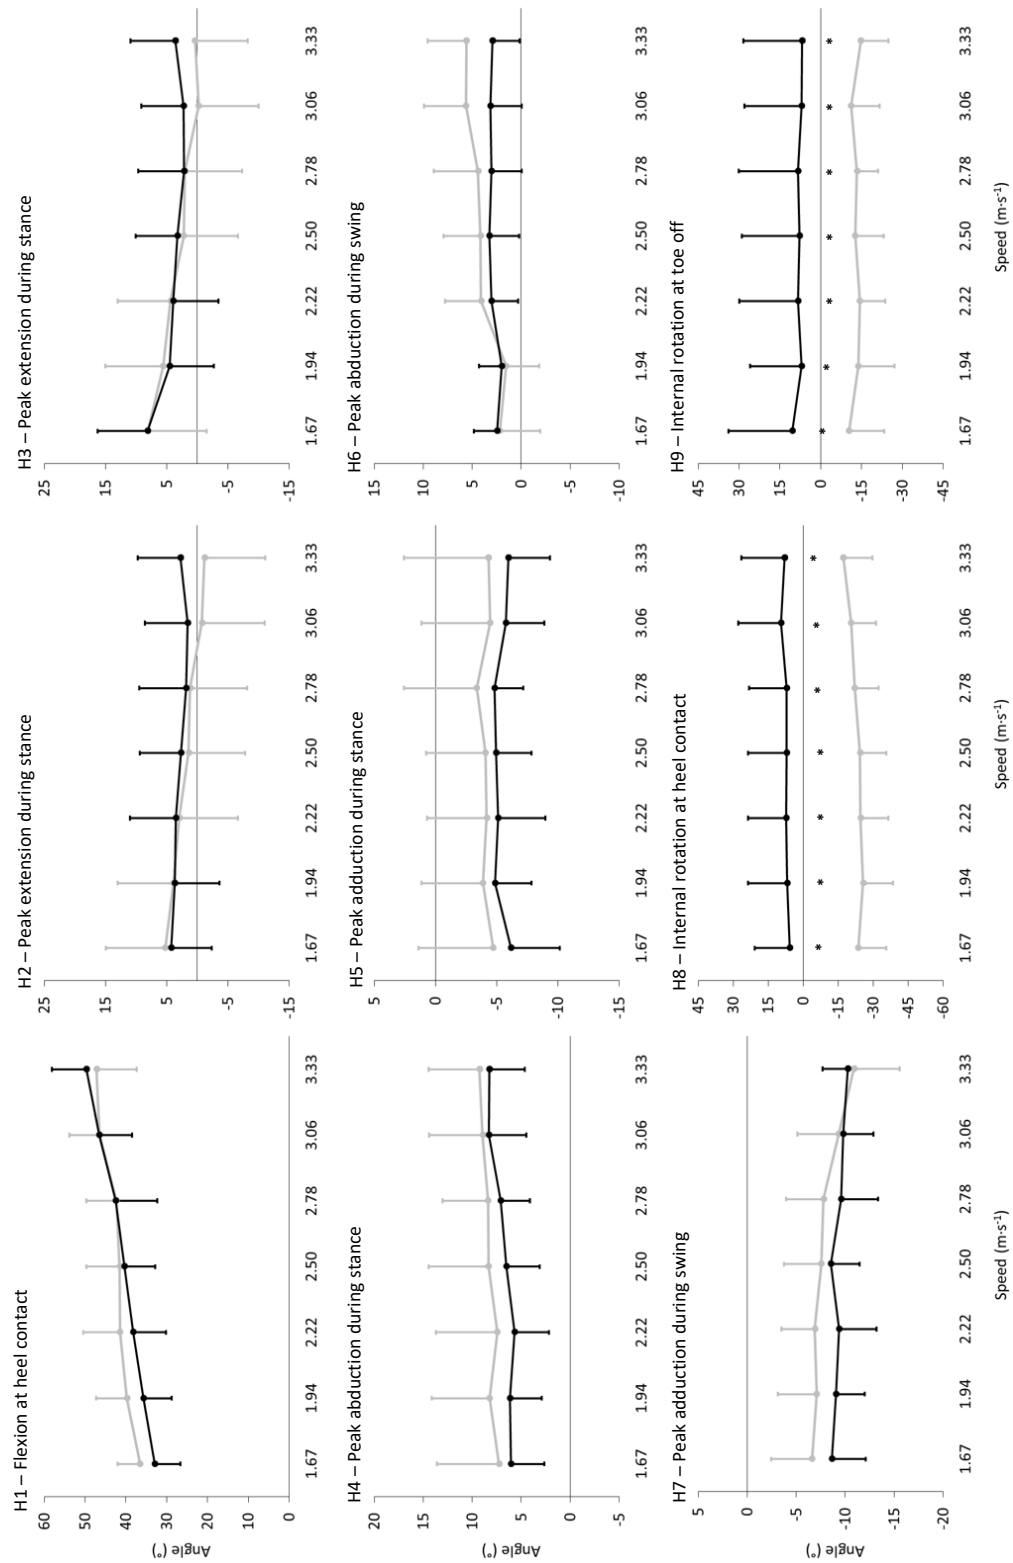 H1 – Flexion at heel contact
60
50
40
30
20
10
0
Angle (°)
1.67 1.94 2.22 2.50 2.78 3.06 3.33
H2 – Peak extension during stance
25
15
5
-5
-15
1.67 1.94 2.22 2.50 2.78 3.06 3.33
H3 – Peak extension during stance
25
15
5
-5
-15
1.67 1.94 2.22 2.50 2.78 3.06 3.33
H4 – Peak abduction during stance
20
15
10
5
0
-5
Angle (°)
1.67 1.94 2.22 2.50 2.78 3.06 3.33
H5 – Peak adduction during stance
5
0
-5
-10
-15
1.67 1.94 2.22 2.50 2.78 3.06 3.33
H6 – Peak abduction during swing
15
10
5
0
-5
-10
1.67 1.94 2.22 2.50 2.78 3.06 3.33
H7 – Peak adduction during swing
5
0
-5
-10
-15
-20
Angle (°)
1.67 1.94 2.22 2.50 2.78 3.06 3.33
Speed (m·s⁻¹)
H8 – Internal rotation at heel contact
45
30
15
0
-15
-30
-45
-60
* * * * * * *
1.67 1.94 2.22 2.50 2.78 3.06 3.33
Speed (m·s⁻¹)
H9 – Internal rotation at toe off
45
30
15
0
-15
-30
-45
* * * * * * *
1.67 1.94 2.22 2.50 2.78 3.06 3.33
Speed (m·s⁻¹)